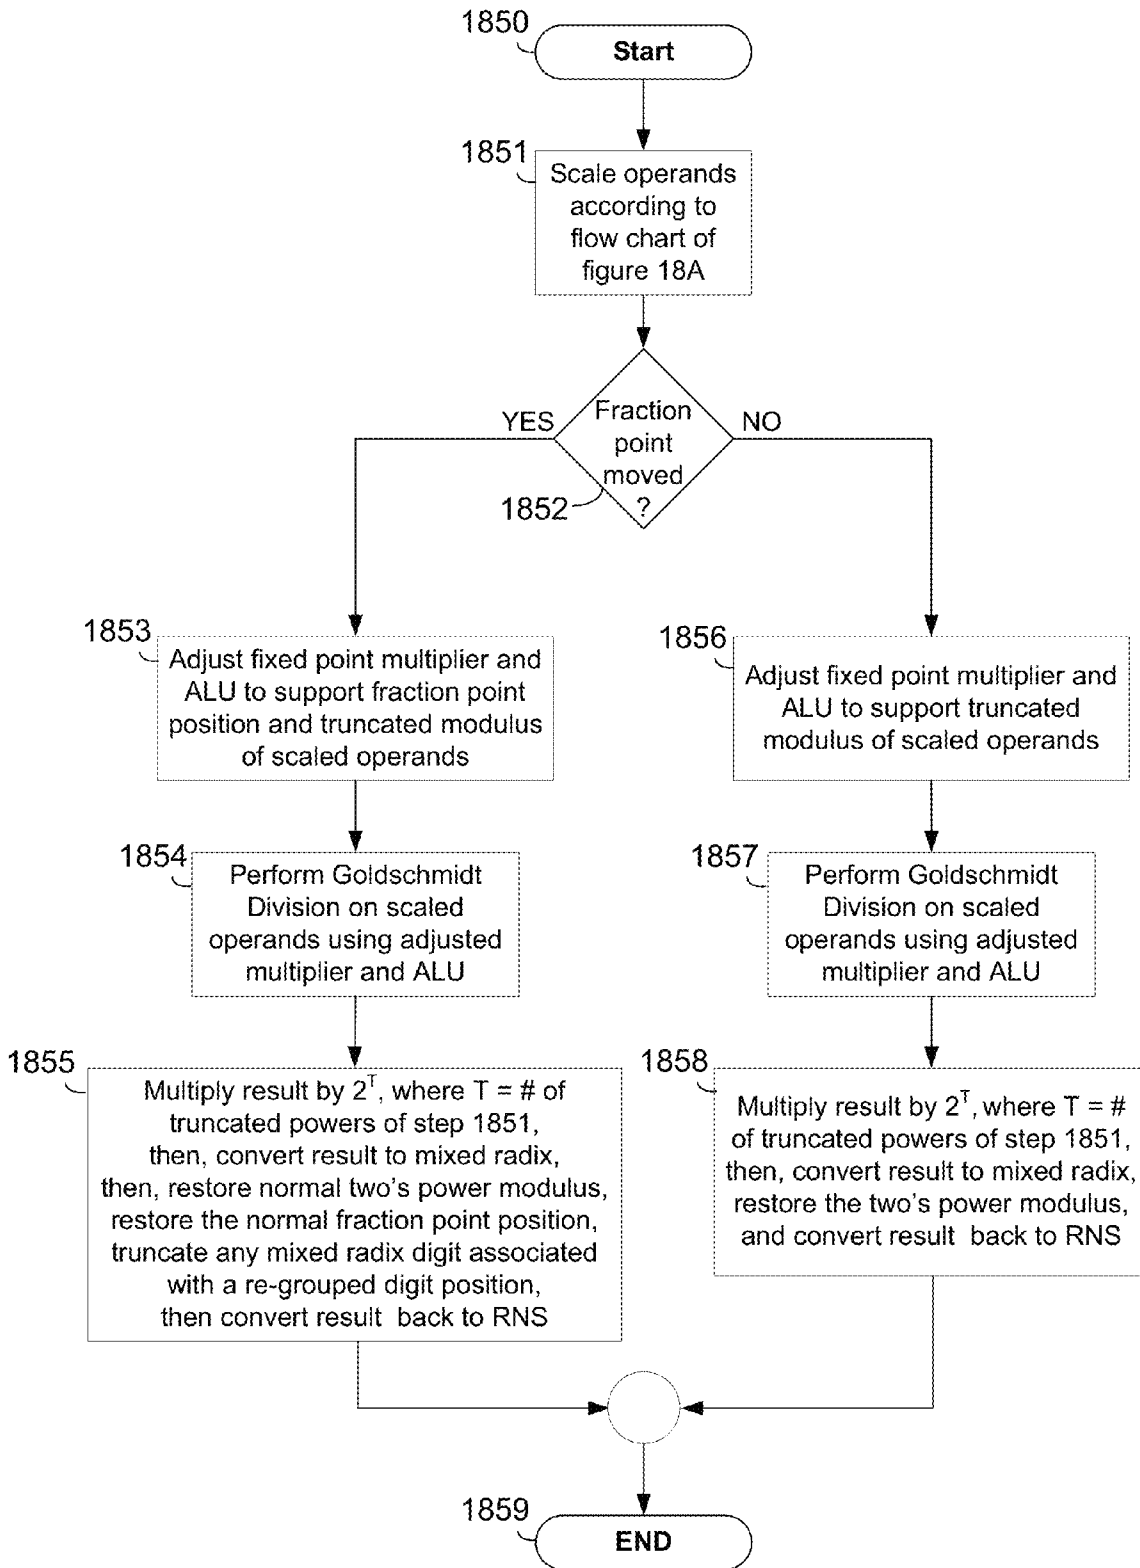 1850
Start
1851
Scale operands
according to
flow chart of
figure 18A
YES
Fraction
point
moved
?
NO
1852
1853
Adjust fixed point multiplier and
ALU to support fraction point
position and truncated modulus
of scaled operands
1856
Adjust fixed point multiplier and
ALU to support truncated
modulus of scaled operands
1854
Perform Goldschmidt
Division on scaled
operands using adjusted
multiplier and ALU
1857
Perform Goldschmidt
Division on scaled
operands using adjusted
multiplier and ALU
1855
Multiply result by 2^T, where T = # of
truncated powers of step 1851,
then, convert result to mixed radix,
then, restore normal two's power modulus,
restore the normal fraction point position,
truncate any mixed radix digit associated
with a re-grouped digit position,
then convert result back to RNS
1858
Multiply result by 2^T, where T = #
of truncated powers of step 1851,
then, convert result to mixed radix,
restore the two's power modulus,
and convert result back to RNS
1859
END